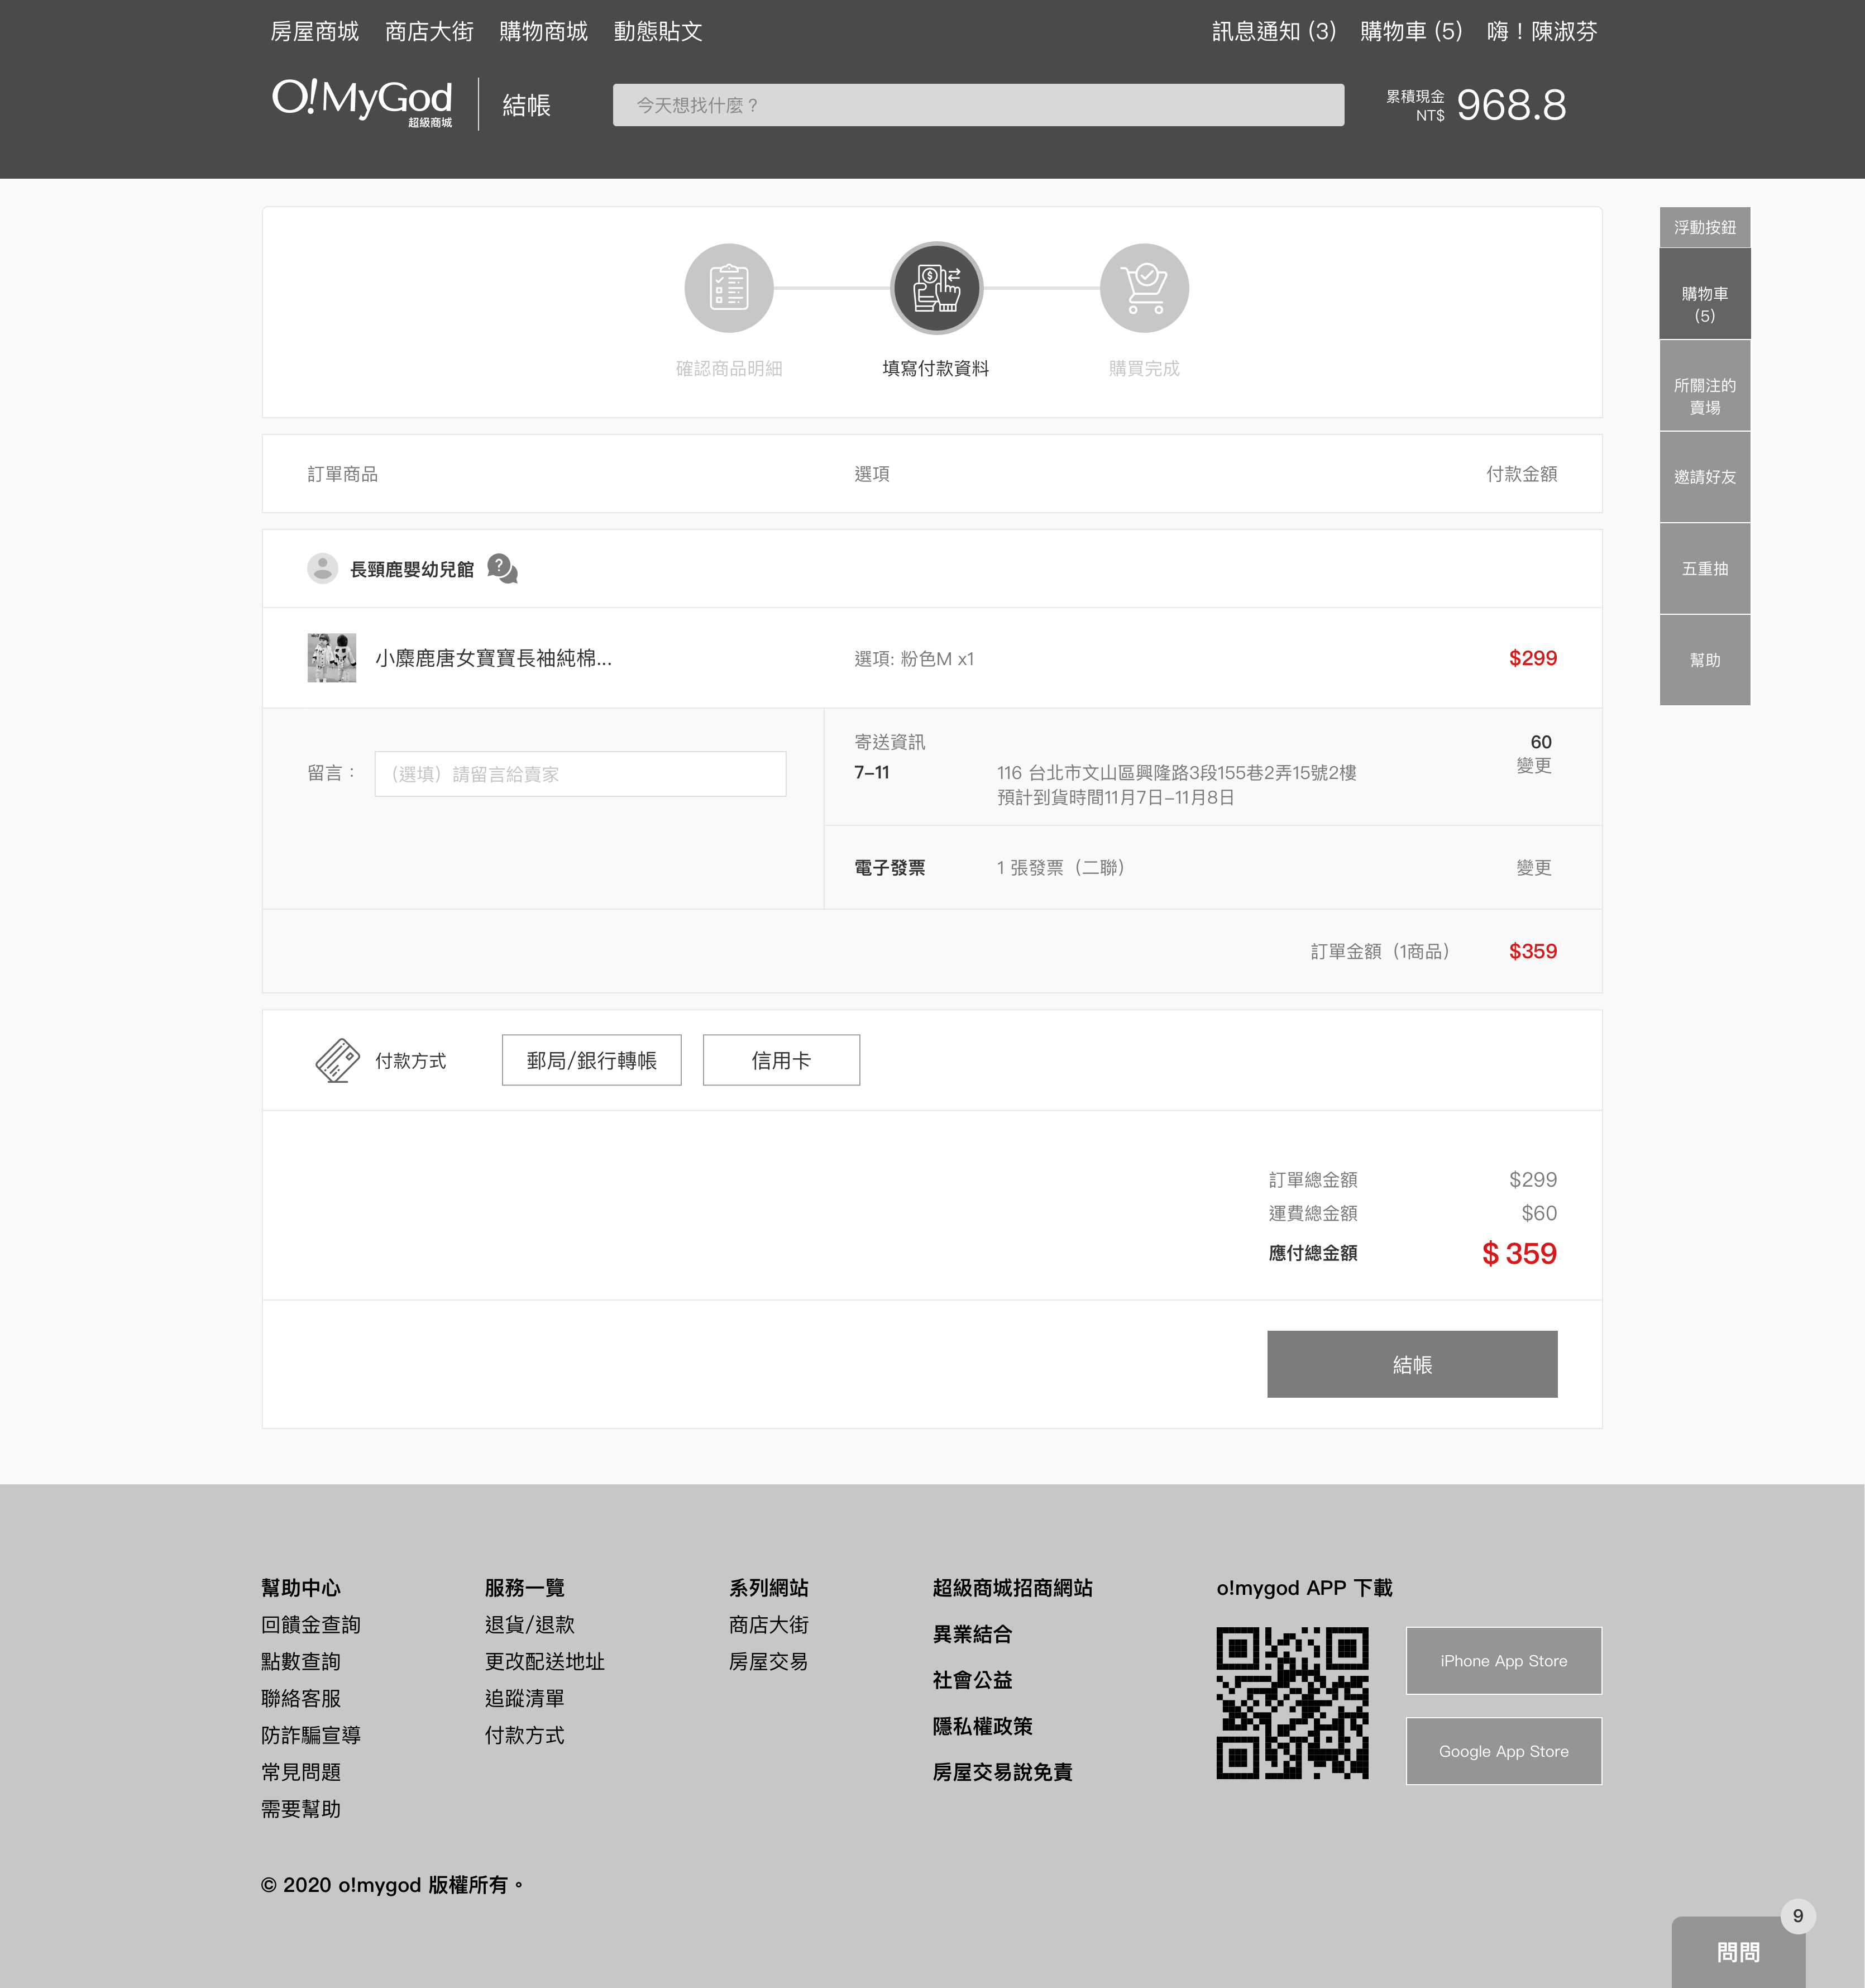 房屋商城 商店大街 購物商城 動態貼文
訊息通知 (3) 購物車 (5) 嗨！陳淑芬
O!MyGod
超級商城
結帳
今天想找什麼？
累積現金
NT$
968.8
浮動按鈕
購物車
(5)
所關注的
賣場
邀請好友
五重抽
幫助
確認商品明細
填寫付款資料
購買完成
訂單商品 選項 付款金額
長頸鹿嬰幼兒館
小麋鹿唐女寶寶長袖純棉... 選項: 粉色M x1 $299
留言：
（選填）請留言給賣家
寄送資訊 60
7–11 116 台北市文山區興隆路3段155巷2弄15號2樓 變更
預計到貨時間11月7日–11月8日
電子發票 1 張發票（二聯） 變更
訂單金額（1商品） $359
付款方式 郵局/銀行轉帳 信用卡
訂單總金額 $299
運費總金額 $60
應付總金額 $ 359
結帳
幫助中心
回饋金查詢
點數查詢
聯絡客服
防詐騙宣導
常見問題
需要幫助
服務一覽
退貨/退款
更改配送地址
追蹤清單
付款方式
系列網站
商店大街
房屋交易
超級商城招商網站
異業結合
社會公益
隱私權政策
房屋交易說免責
o!mygod APP 下載
iPhone App Store
Google App Store
© 2020 o!mygod 版權所有。
9
問問